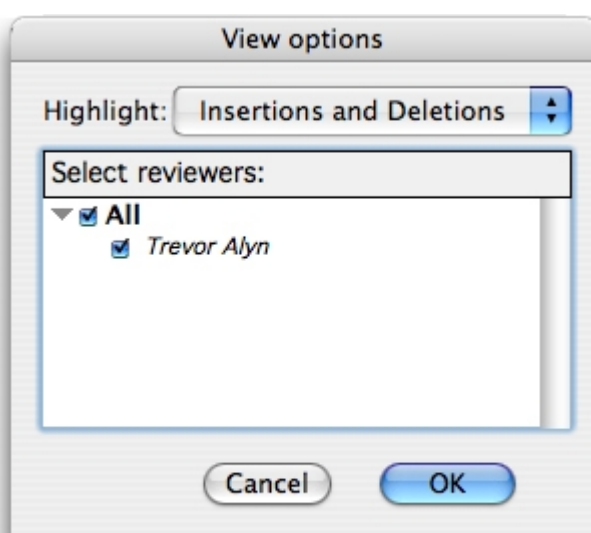 View options
Highlight: Insertions and Deletions
Select reviewers:
All
Trevor Alyn
Cancel OK